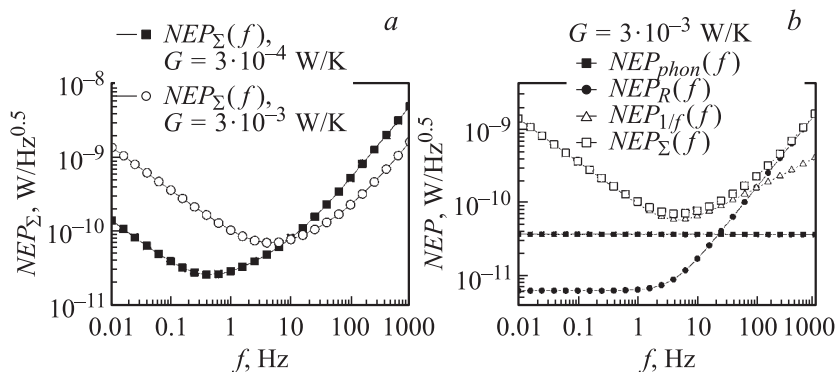 a
NEP_Σ(f),
G = 3·10⁻⁴ W/K
NEP_Σ(f),
G = 3·10⁻³ W/K
10⁻⁸
10⁻⁹
10⁻¹⁰
10⁻¹¹
NEP_Σ, W/Hz^0.5
0.01 0.1 1 10 100 1000
f, Hz
b
G = 3·10⁻³ W/K
NEP_phon(f)
NEP_R(f)
NEP_1/f(f)
NEP_Σ(f)
10⁻⁹
10⁻¹⁰
10⁻¹¹
NEP, W/Hz^0.5
0.01 0.1 1 10 100 1000
f, Hz